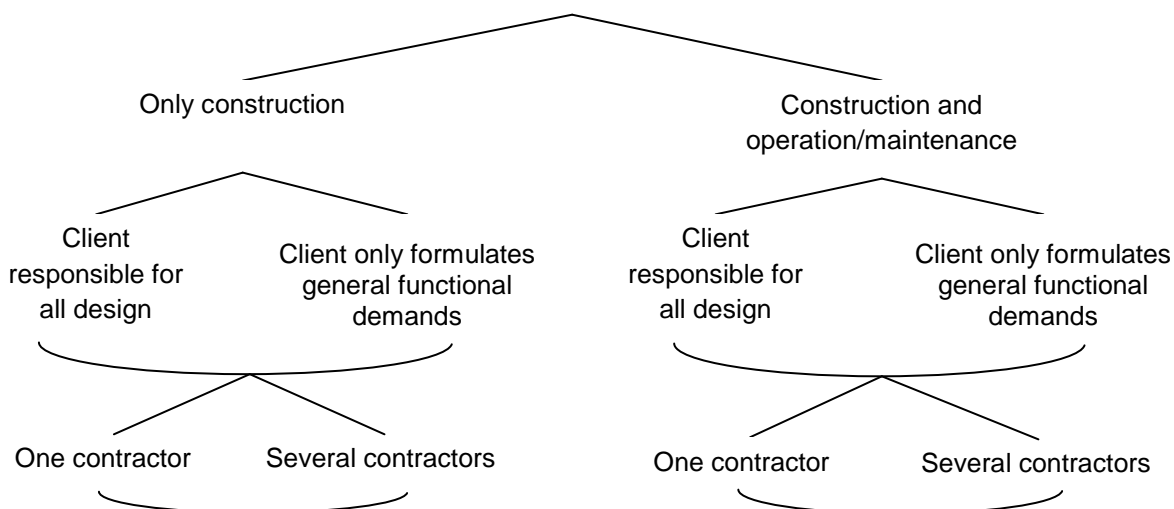 Only construction
Construction and
operation/maintenance
Client
responsible for
all design
Client only formulates
general functional
demands
Client
responsible for
all design
Client only formulates
general functional
demands
One contractor
Several contractors
One contractor
Several contractors